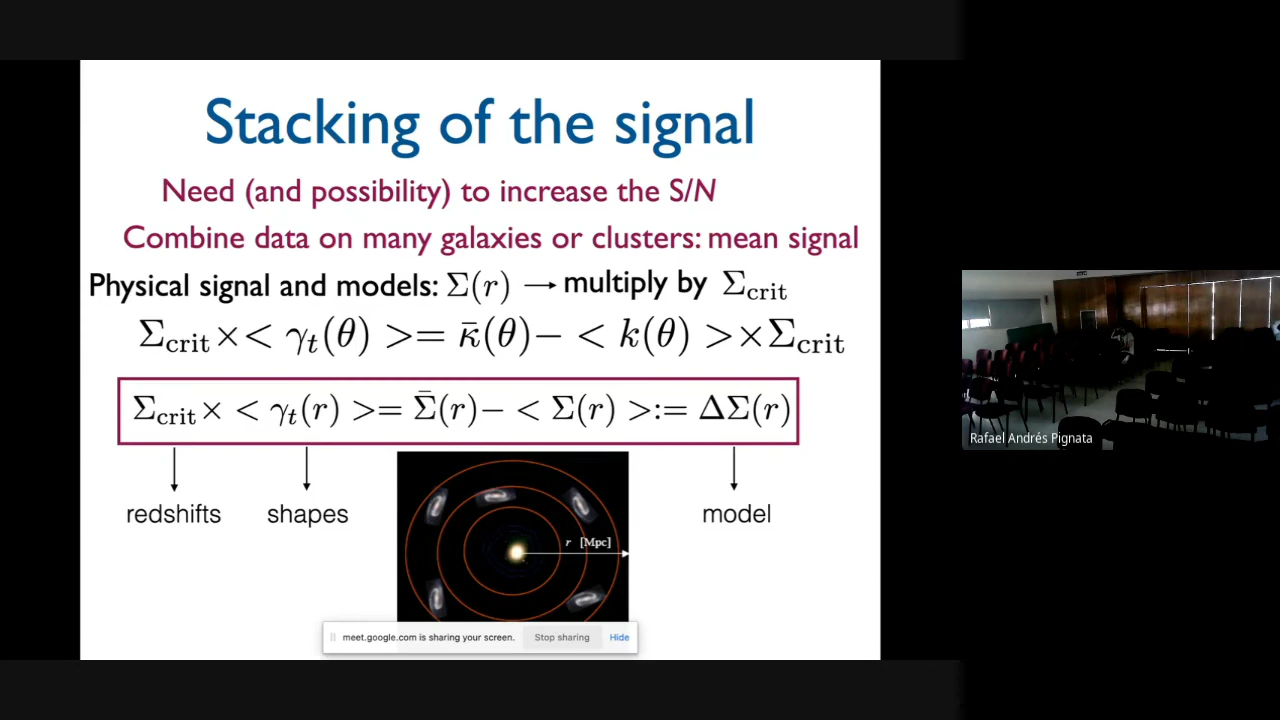 Stacking of the signal
Need (and possibility) to increase the S/N
Combine data on many galaxies or clusters: mean signal
Physical signal and models: Σ(r) → multiply by Σcrit
Σcrit × < γt(θ) >= κ̄(θ)− < k(θ) > ×Σcrit
Σcrit × < γt(r) >= Σ̄(r)− < Σ(r) >:= ΔΣ(r)
redshifts shapes model
r [Mpc]
meet.google.com is sharing your screen. Stop sharing Hide
Rafael Andrés Pignata